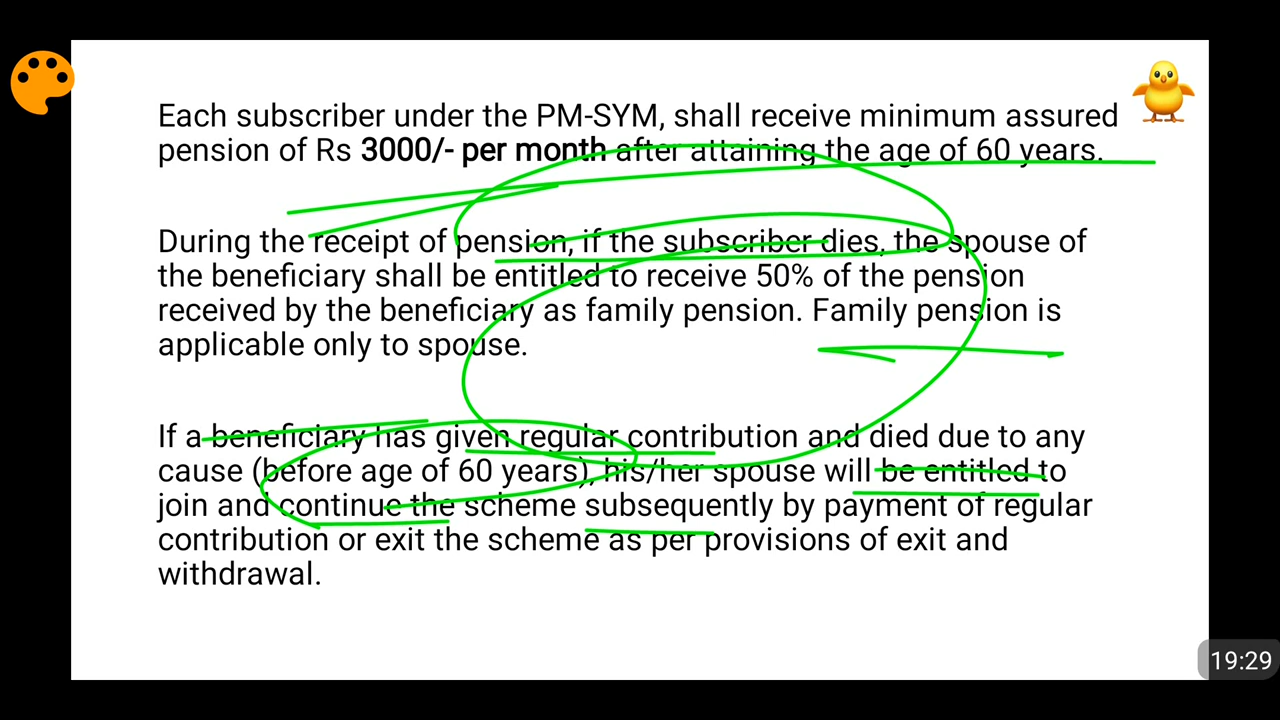 Each subscriber under the PM-SYM, shall receive minimum assured
pension of Rs 3000/- per month after attaining the age of 60 years.
During the receipt of pension, if the subscriber dies, the spouse of
the beneficiary shall be entitled to receive 50% of the pension
received by the beneficiary as family pension. Family pension is
applicable only to spouse.
If a beneficiary has given regular contribution and died due to any
cause (before age of 60 years), his/her spouse will be entitled to
join and continue the scheme subsequently by payment of regular
contribution or exit the scheme as per provisions of exit and
withdrawal.
19:29